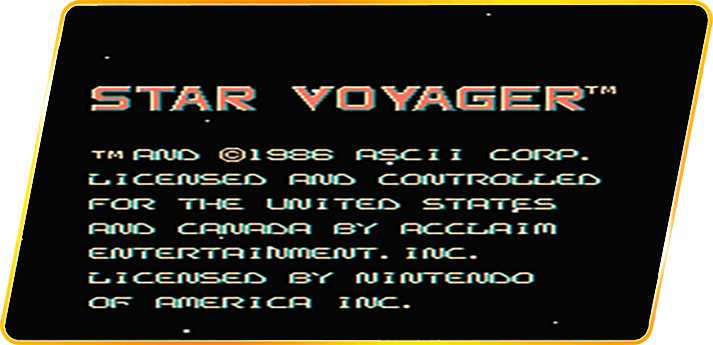 STAR VOYAGER™
™ AND ©1986 ASCII CORP.
LICENSED AND CONTROLLED
FOR THE UNITED STATES
AND CANADA BY ACCLAIM
ENTERTAINMENT. INC.
LICENSED BY NINTENDO
OF AMERICA INC.